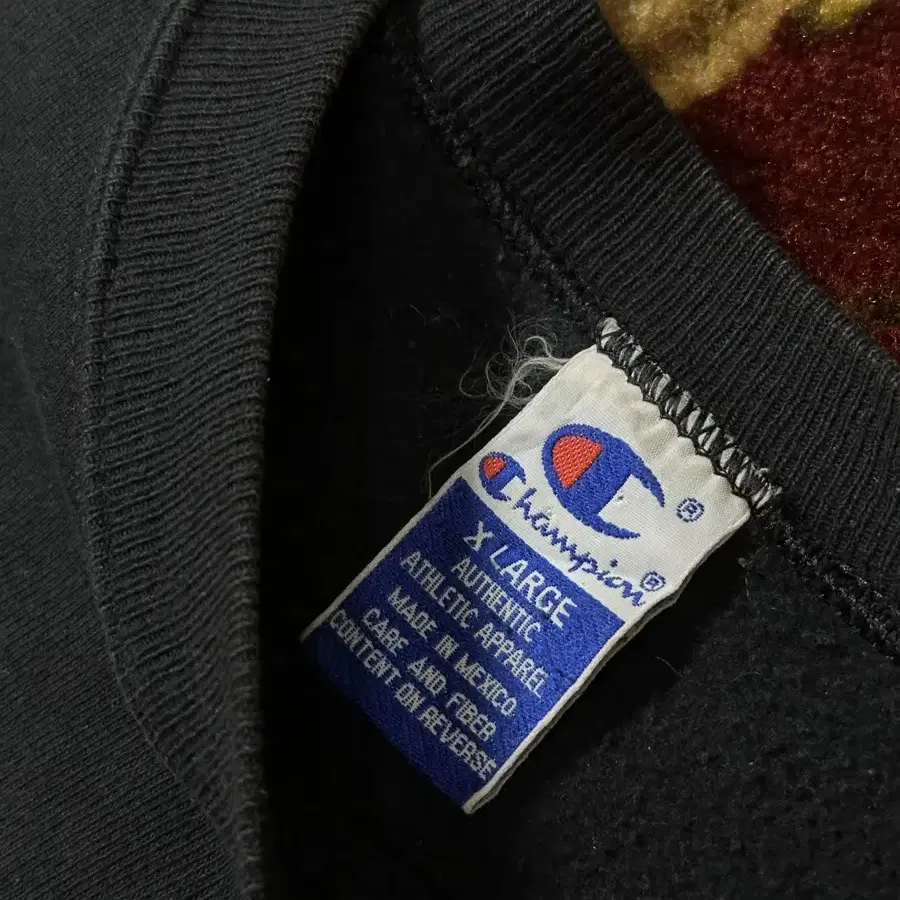 ®
Champion®
X LARGE
AUTHENTIC
ATHLETIC APPAREL
MADE IN MEXICO
CARE AND FIBER
CONTENT ON REVERSE